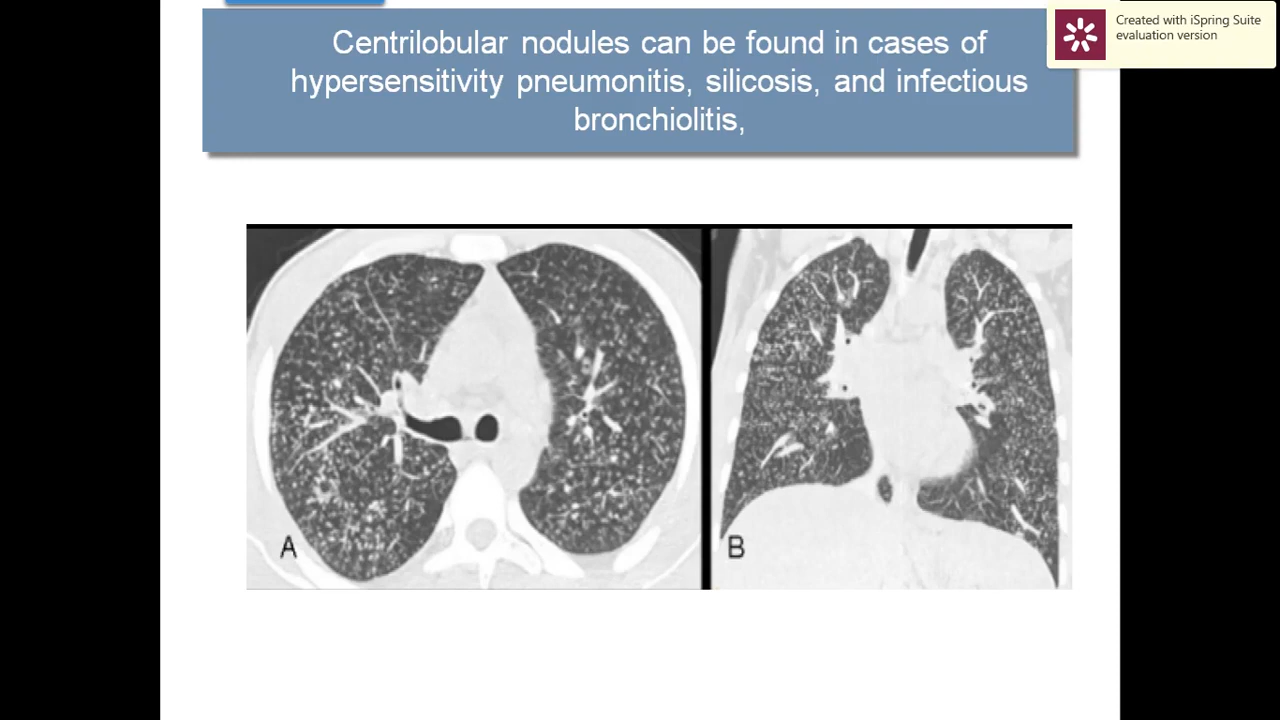 Centrilobular nodules can be found in cases of
hypersensitivity pneumonitis, silicosis, and infectious
bronchiolitis,
Created with iSpring Suite
evaluation version
A
B